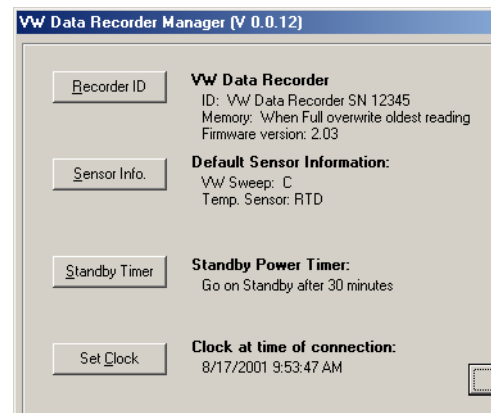 VW Data Recorder Manager (V 0.0.12)
Recorder ID
VW Data Recorder
ID: VW Data Recorder SN 12345
Memory: When Full overwrite oldest reading
Firmware version: 2.03
Sensor Info.
Default Sensor Information:
VW Sweep: C
Temp. Sensor: RTD
Standby Timer
Standby Power Timer:
Go on Standby after 30 minutes
Set Clock
Clock at time of connection:
8/17/2001 9:53:47 AM